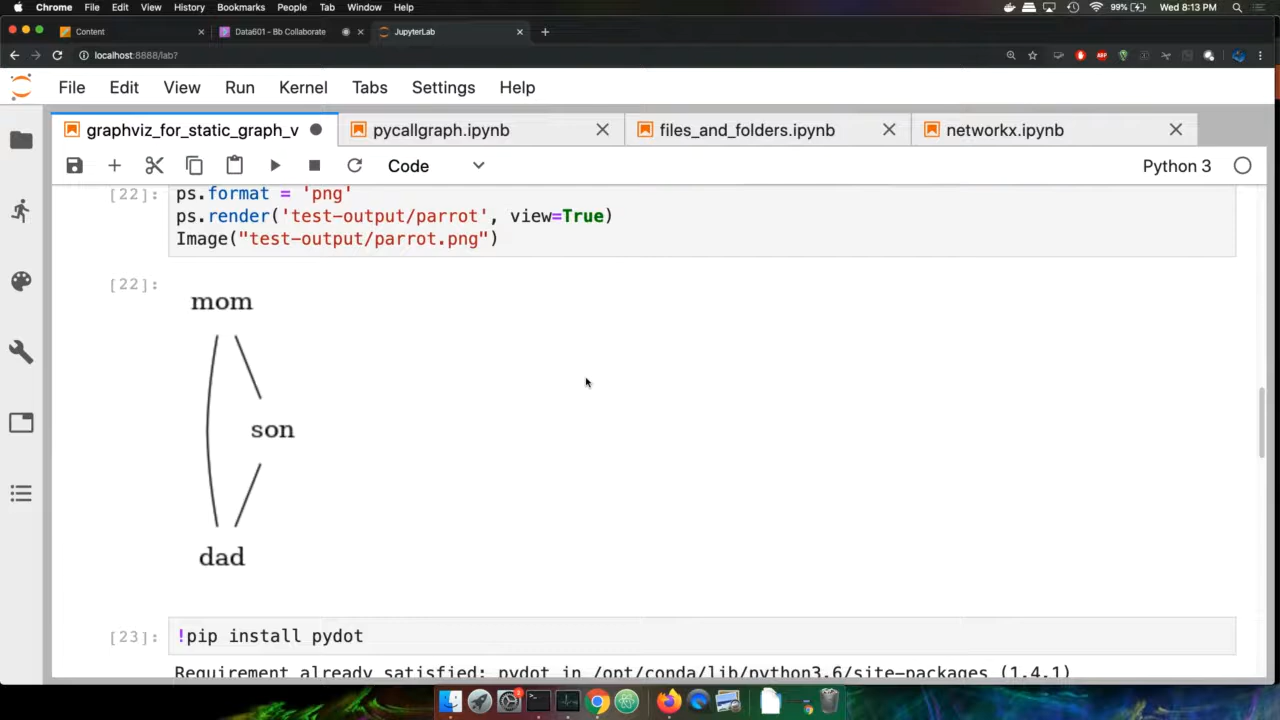 Chrome File Edit View History Bookmarks People Tab Window Help 99% Wed 8:13 PM
Content Data601 - Bb Collaborate JupyterLab
localhost:8888/lab?
File Edit View Run Kernel Tabs Settings Help
graphviz_for_static_graph_v pycallgraph.ipynb files_and_folders.ipynb networkx.ipynb
Code Python 3
[22]: ps.format = 'png'
ps.render('test-output/parrot', view=True)
Image("test-output/parrot.png")
[22]:
mom
son
dad
[23]: !pip install pydot
Requirement already satisfied: pydot in /opt/conda/lib/python3.6/site-packages (1.4.1)